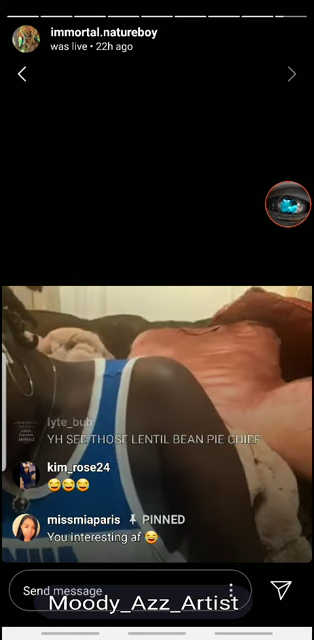 immortal.natureboy
was live • 22h ago
lyte_bub
YH SEE THOSE LENTIL BEAN PIE CHIEF
kim_rose24
😂😂😂
missmiaparis PINNED
You interesting af 😅
Send message
Moody_Azz_Artist